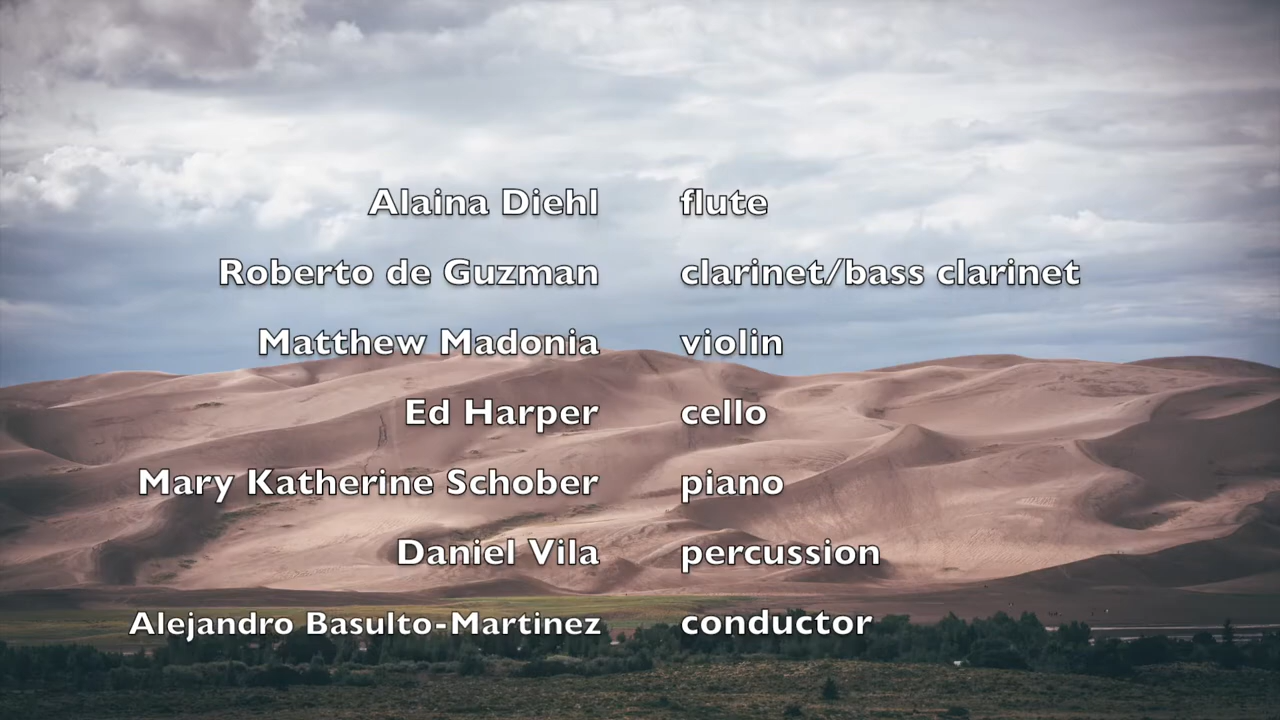 Alaina Diehl flute
Roberto de Guzman clarinet/bass clarinet
Matthew Madonia violin
Ed Harper cello
Mary Katherine Schober piano
Daniel Vila percussion
Alejandro Basulto-Martinez conductor